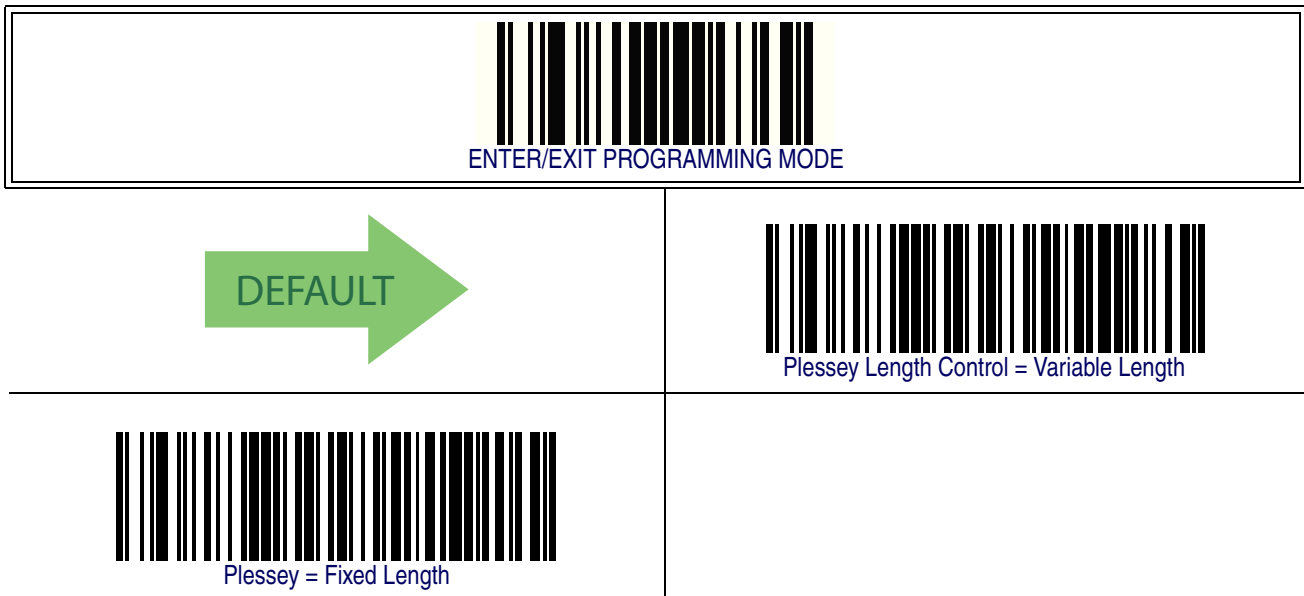 ENTER/EXIT PROGRAMMING MODE
DEFAULT
Plessey Length Control = Variable Length
Plessey = Fixed Length